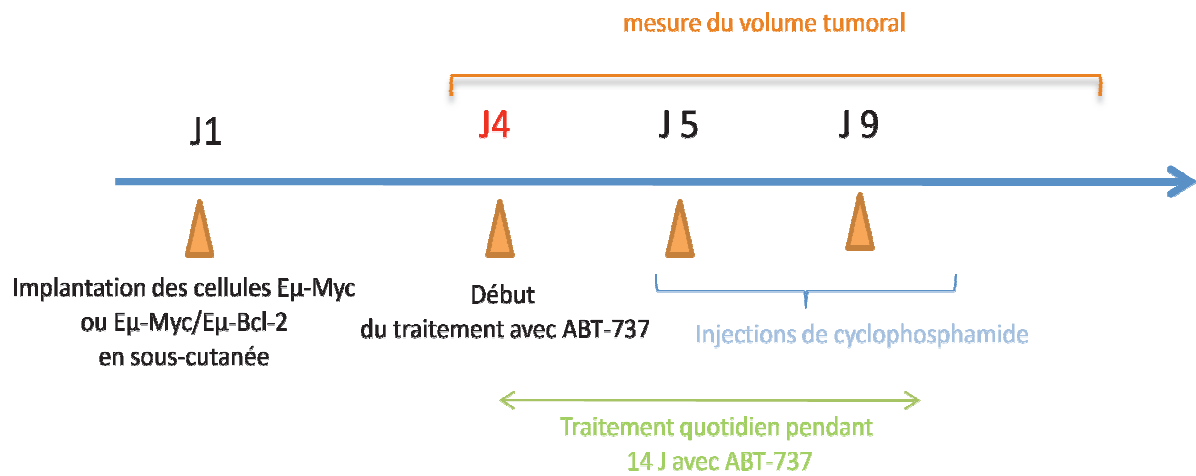 mesure du volume tumoral
J1
J4
J 5
J 9
Implantation des cellules Eµ-Myc
ou Eµ-Myc/Eµ-Bcl-2
en sous-cutanée
Début
du traitement avec ABT-737
Injections de cyclophosphamide
Traitement quotidien pendant
14 J avec ABT-737